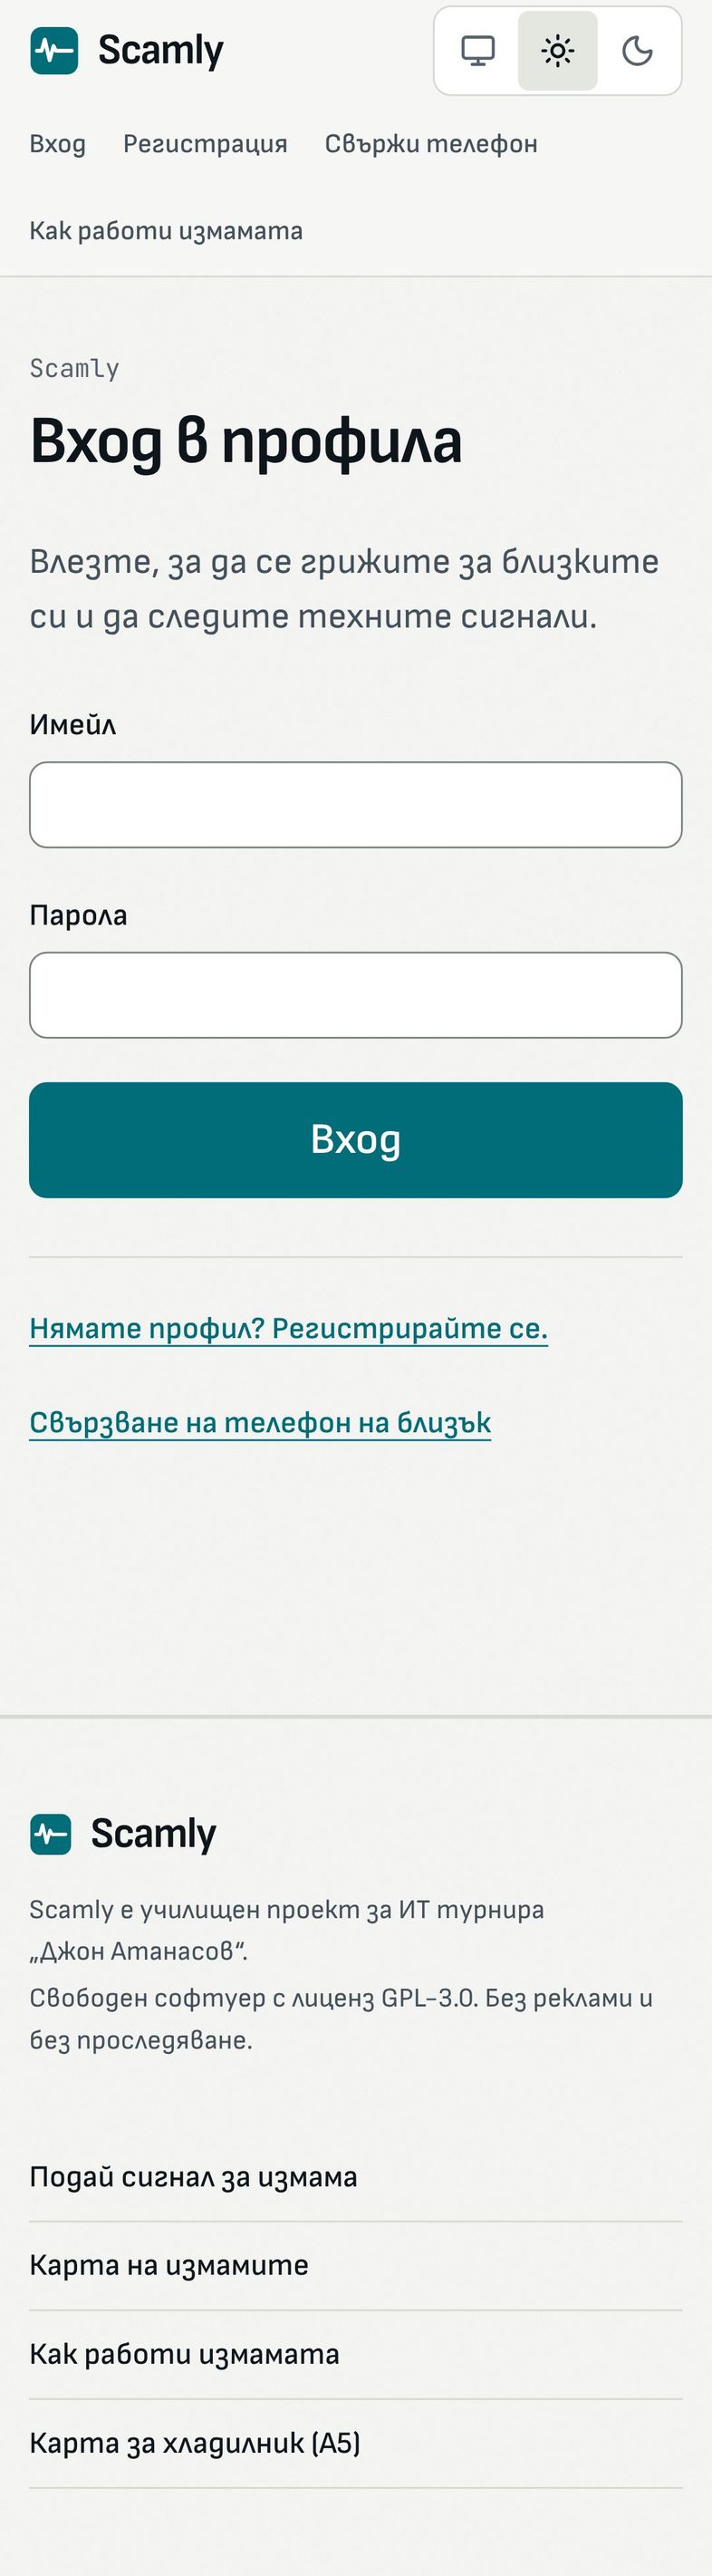 Scamly
Вход Регистрация Свържи телефон
Как работи измамата
Scamly
Вход в профила
Влезте, за да се грижите за близките
си и да следите техните сигнали.
Имейл
Парола
Вход
Нямате профил? Регистрирайте се.
Свързване на телефон на близък
Scamly
Scamly е училищен проект за ИТ турнира
„Джон Атанасов“.
Свободен софтуер с лиценз GPL-3.0. Без реклами и
без проследяване.
Подай сигнал за измама
Карта на измамите
Как работи измамата
Карта за хладилник (А5)